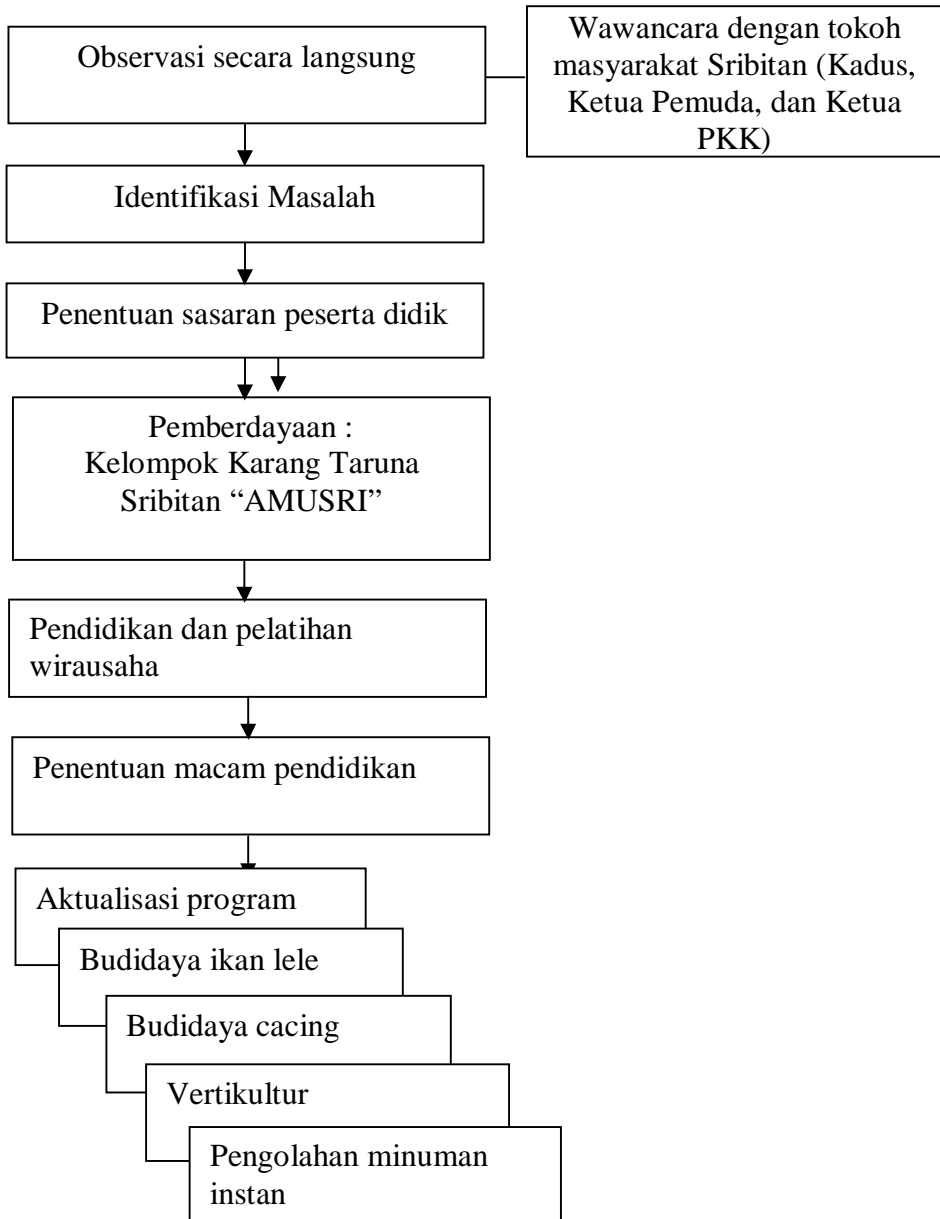 Observasi secara langsung
Wawancara dengan tokoh
masyarakat Sribitan (Kadus,
Ketua Pemuda, dan Ketua
PKK)
Identifikasi Masalah
Penentuan sasaran peserta didik
Pemberdayaan :
Kelompok Karang Taruna
Sribitan “AMUSRI”
Pendidikan dan pelatihan
wirausaha
Penentuan macam pendidikan
Aktualisasi program
Budidaya ikan lele
Budidaya cacing
Vertikultur
Pengolahan minuman
instan